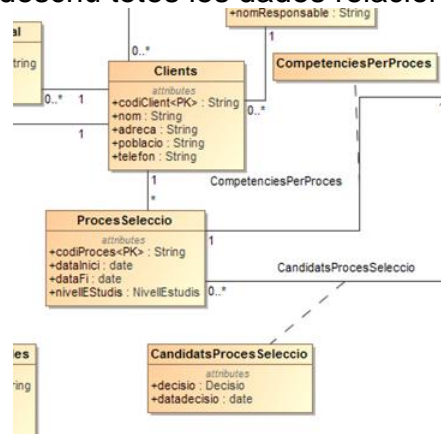 +nomResponsable : String
al
tring
0..*
1
Clients
CompetenciesPerProces
attributes
+codiClient<PK> : String
+nom : String
+adreca : String
+poblacio : String
+telefon : String
0..*
1
0..*
1
1
CompetenciesPerProces
*
ProcesSeleccio
attributes
+codiProces<PK> : String
+dataInici : date
+dataFi : date
+nivellEStudis : NivellEstudis
1
CandidatsProcesSeleccio
0..*
es
ring
CandidatsProcesSeleccio
attributes
+decisio : Decisio
+datadecisio : date